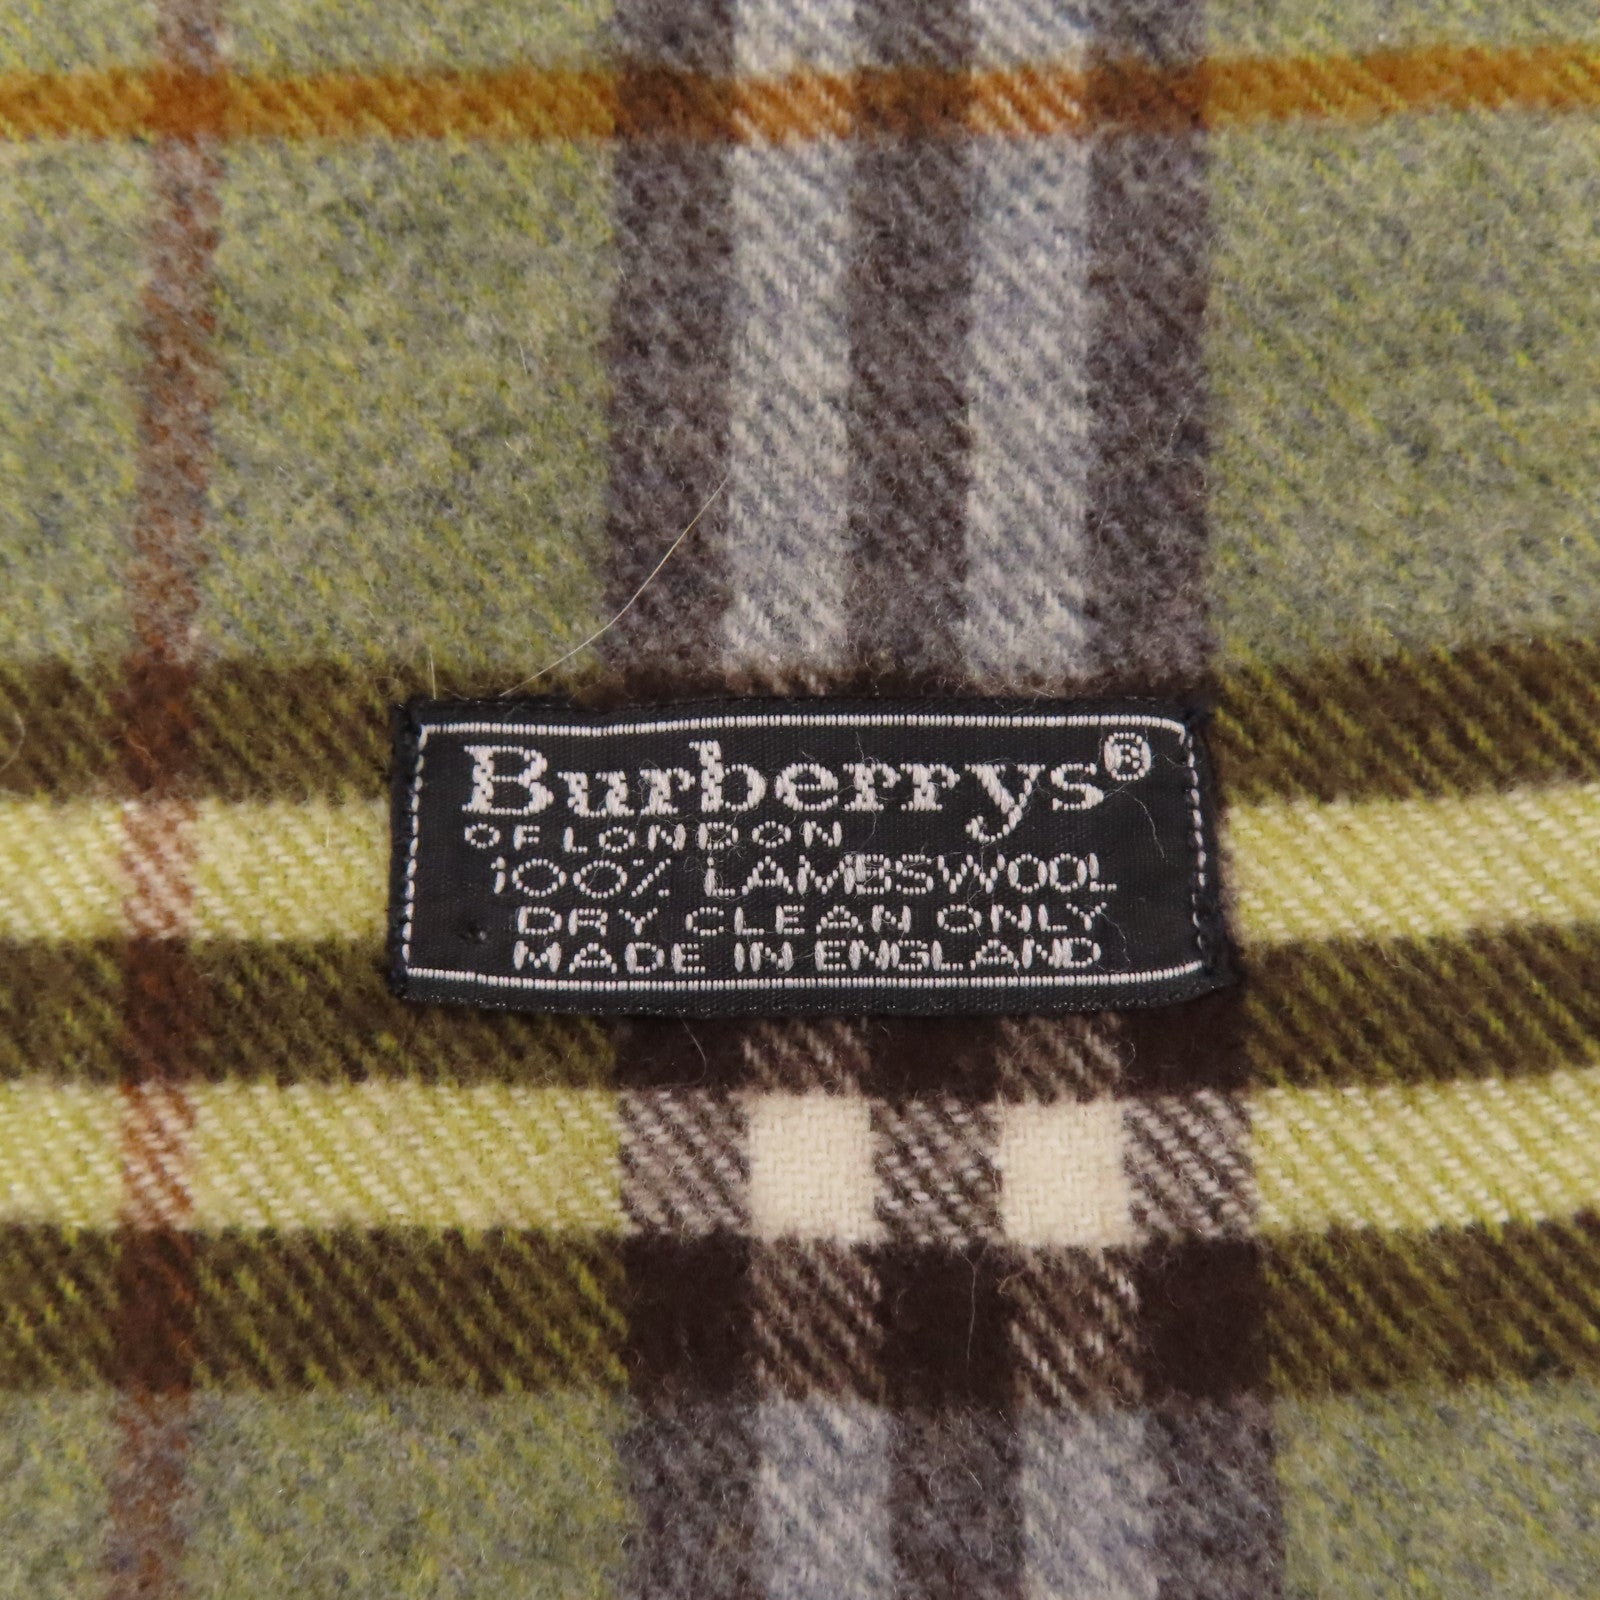 Burberrys®
OF LONDON
100% LAMBSWOOL
DRY CLEAN ONLY
MADE IN ENGLAND